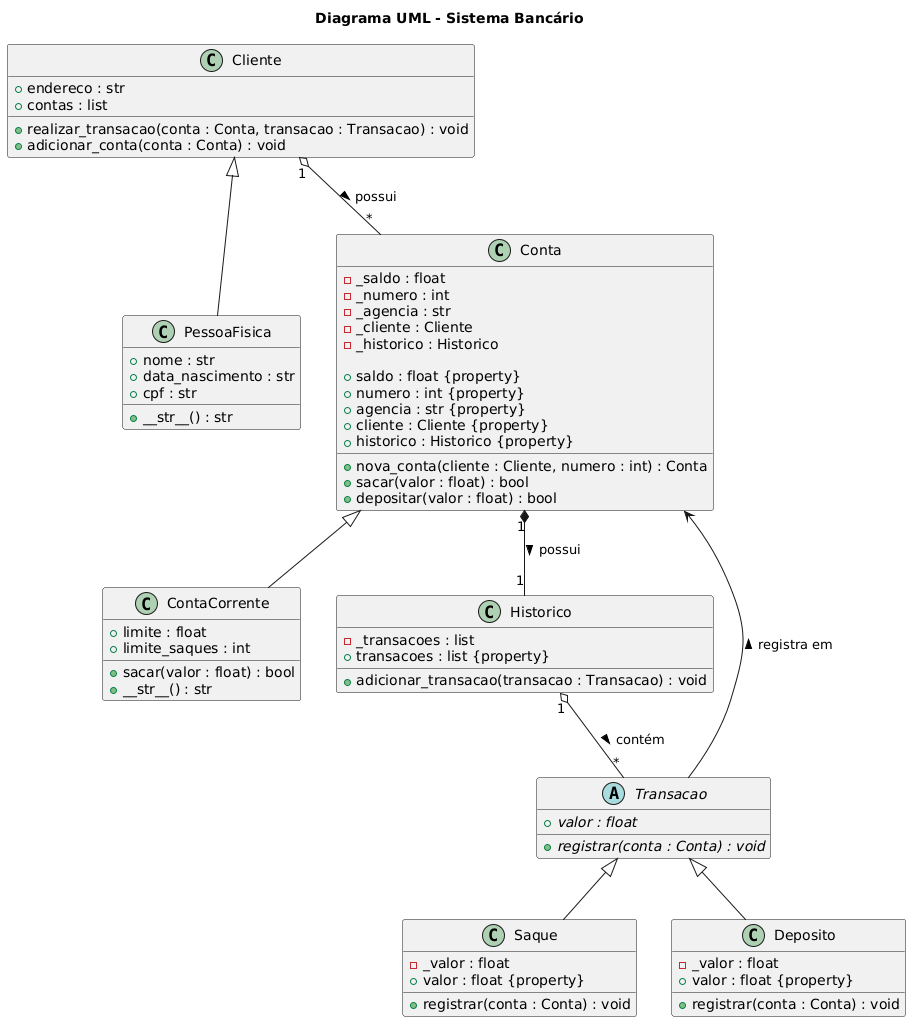 Diagrama UML - Sistema Bancário
C Cliente
endereco : str
contas : list
realizar_transacao(conta : Conta, transacao : Transacao) : void
adicionar_conta(conta : Conta) : void
1
possui
*
C PessoaFisica
nome : str
data_nascimento : str
cpf : str
__str__() : str
C Conta
_saldo : float
_numero : int
_agencia : str
_cliente : Cliente
_historico : Historico
saldo : float {property}
numero : int {property}
agencia : str {property}
cliente : Cliente {property}
historico : Historico {property}
nova_conta(cliente : Cliente, numero : int) : Conta
sacar(valor : float) : bool
depositar(valor : float) : bool
1
possui
1
C ContaCorrente
limite : float
limite_saques : int
sacar(valor : float) : bool
__str__() : str
C Historico
_transacoes : list
transacoes : list {property}
adicionar_transacao(transacao : Transacao) : void
registra em
1
contém
*
A Transacao
valor : float
registrar(conta : Conta) : void
C Saque
_valor : float
valor : float {property}
registrar(conta : Conta) : void
C Deposito
_valor : float
valor : float {property}
registrar(conta : Conta) : void